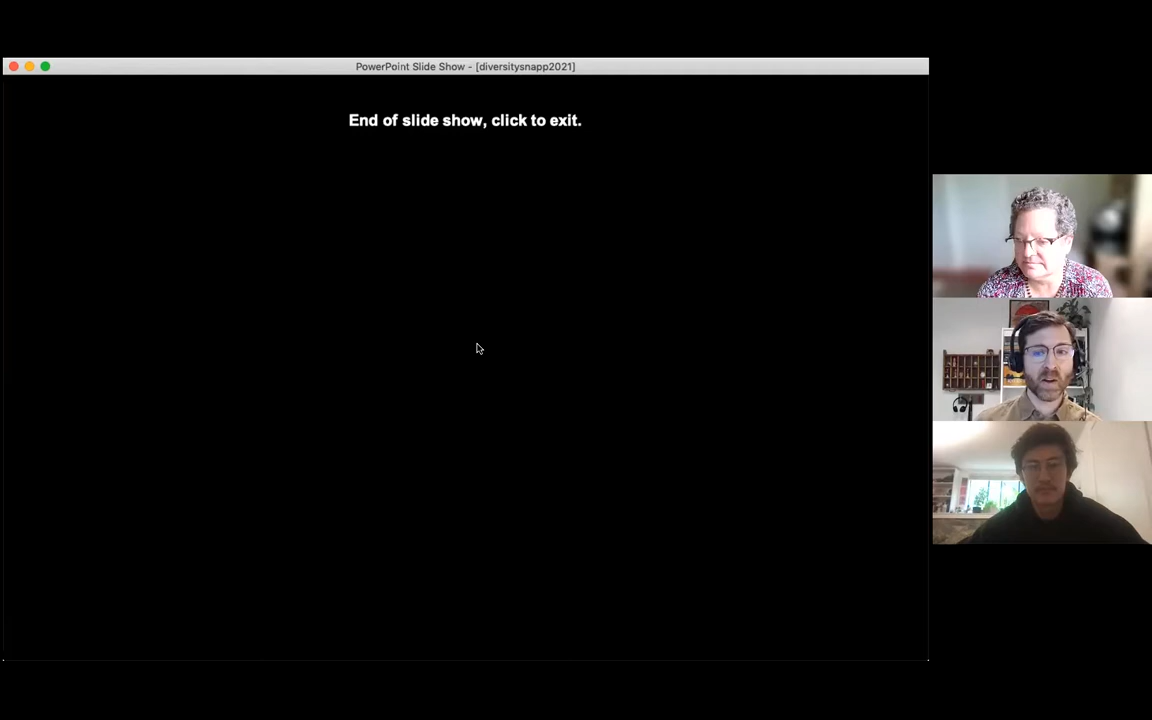 PowerPoint Slide Show - [diversitysnapp2021]
End of slide show, click to exit.